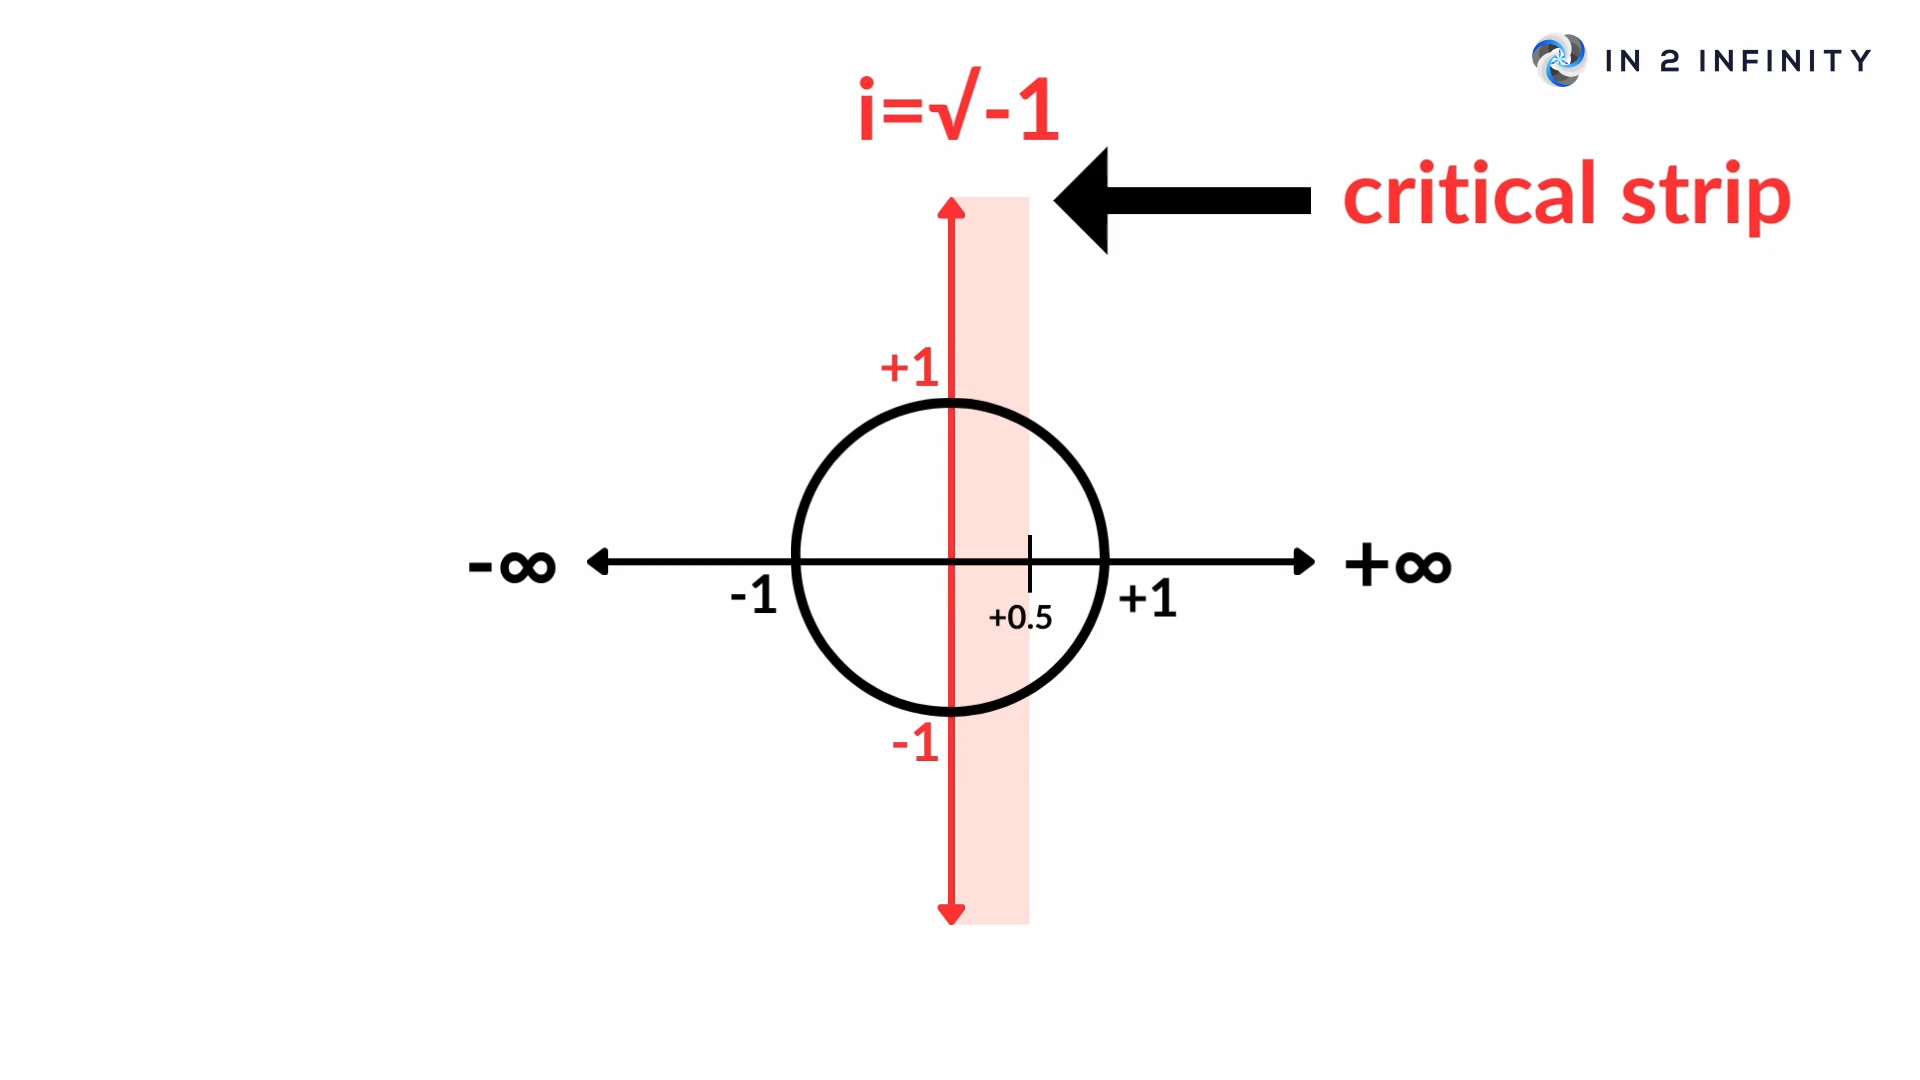 IN 2 INFINITY
i=√-1
critical strip
+1
-∞
+∞
-1
+1
+0.5
-1